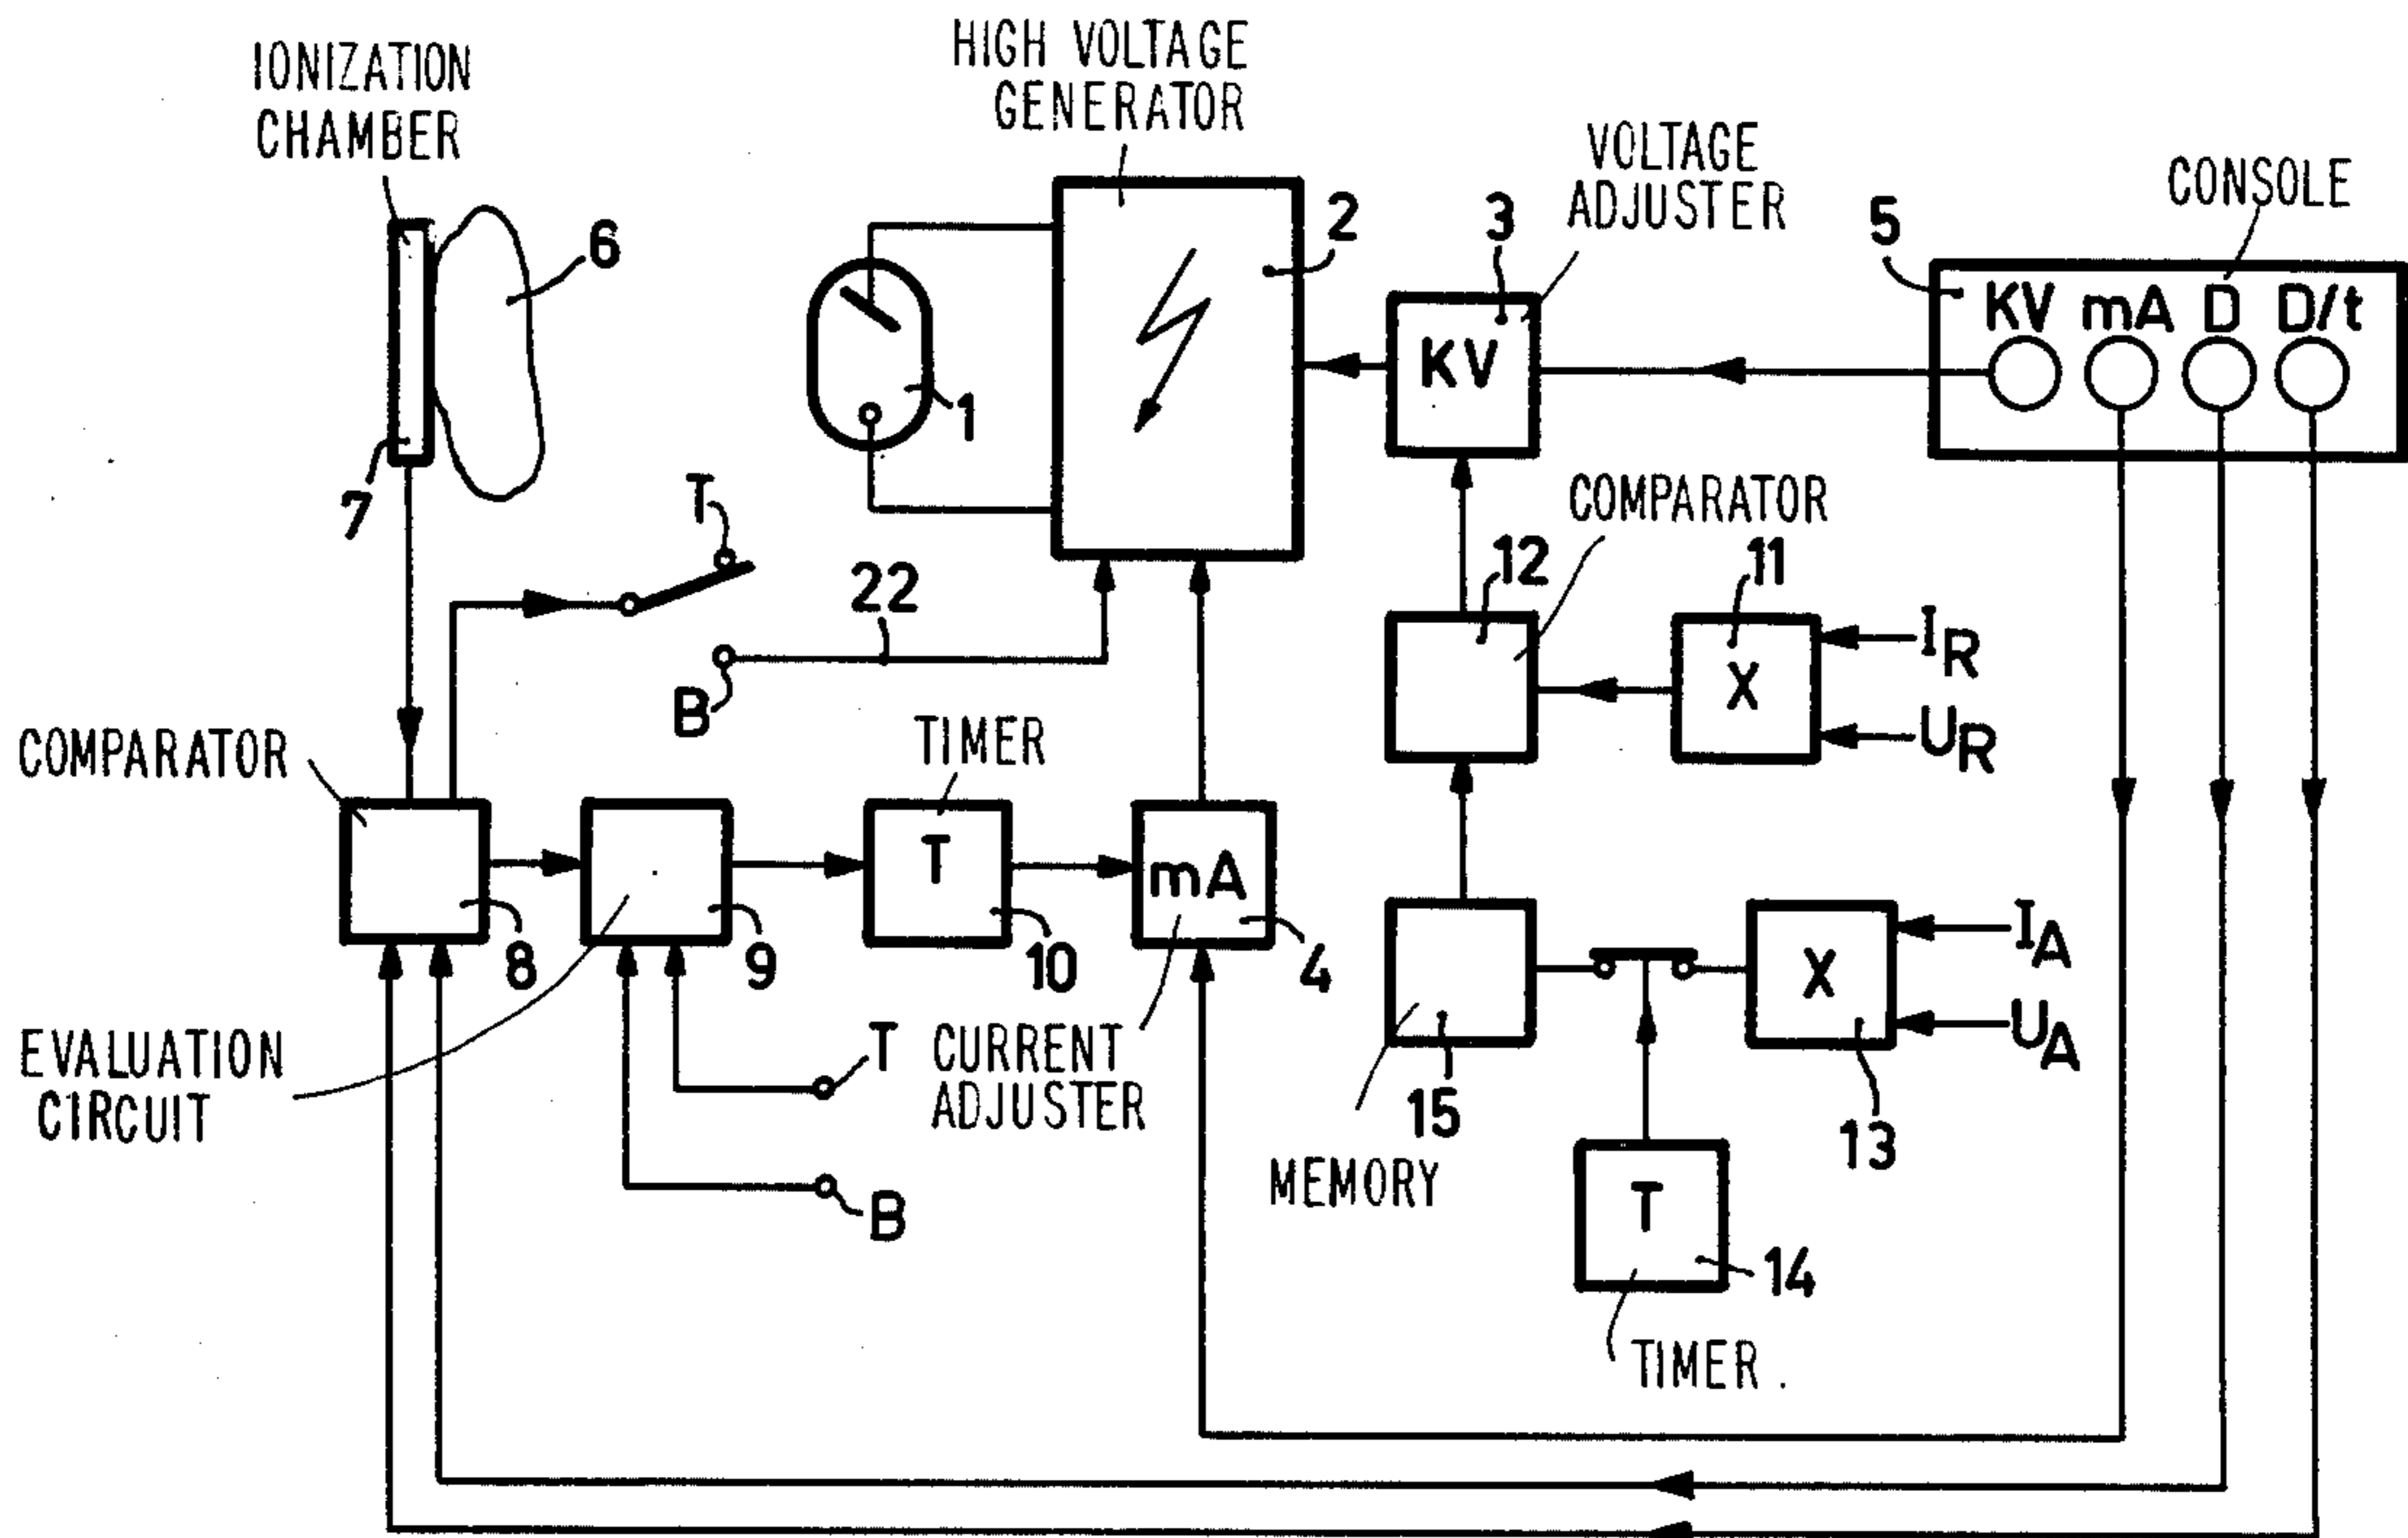 IONIZATION
CHAMBER
HIGH VOLTAGE
GENERATOR
VOLTAGE
ADJUSTER
CONSOLE
5
KV mA D D/t
6
2
3
KV
1
7
T
COMPARATOR
12
11
22
B
X
I_R
U_R
COMPARATOR
TIMER
T
mA
8
9
10
4
I_A
X
U_A
EVALUATION
CIRCUIT
T
CURRENT
ADJUSTER
15
13
B
MEMORY
T
14
TIMER.